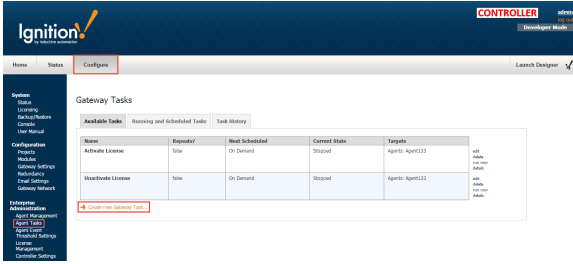 CONTROLLER
admin
log out
Developer Mode
Ignition!
by inductive automation
Home Status Configure Launch Designer
System
Status
Licensing
Backup/Restore
Console
User Manual
Configuration
Projects
Modules
Gateway Settings
Redundancy
Email Settings
Gateway Network
Enterprise
Administration
Agent Management
Agent Tasks
Agent Event
Threshold Settings
License
Management
Controller Settings
Gateway Tasks
Available Tasks Running and Scheduled Tasks Task History
Name Repeats? Next Scheduled Current State Targets
Activate License false On Demand Stopped Agents: Agent133
edit
delete
run now
details
Unactivate License false On Demand Stopped Agents: Agent133
edit
delete
run now
details
Create new Gateway Task...